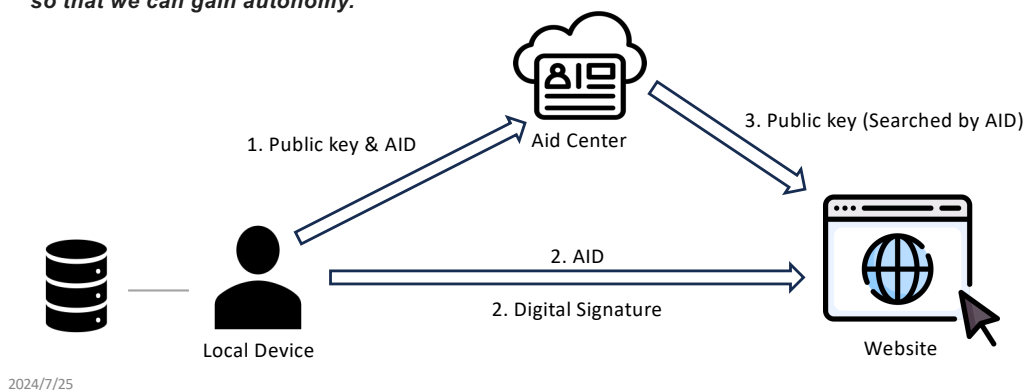 so that we can gain autonomy.
1. Public key & AID
Aid Center
3. Public key (Searched by AID)
2. AID
2. Digital Signature
Local Device
Website
2024/7/25